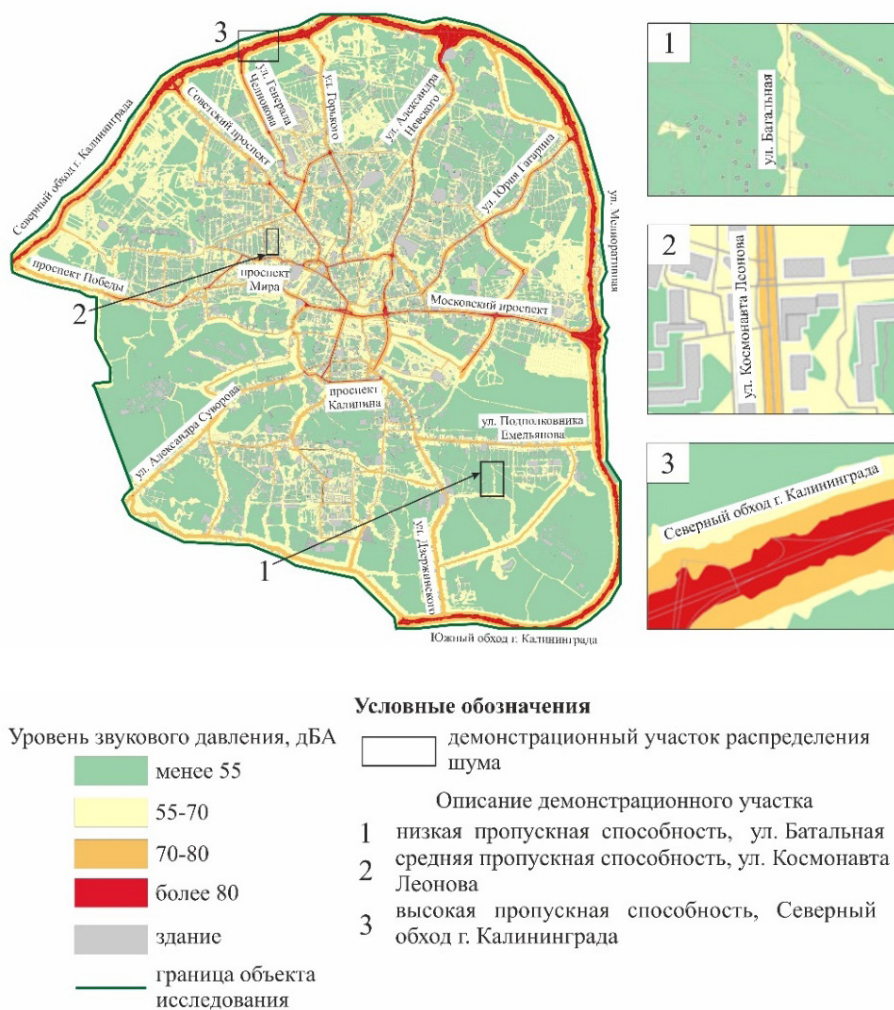 3
ул. Генерала
Челнокова
ул. Горького
ул. Александра
Невского
Советский проспект
Северный обход г. Калининграда
ул. Юрия Гагарина
ул. Мелиоративная
проспект Победы
2
проспект
Мира
Московский проспект
проспект
Калинина
ул. Александра Суворова
ул. Подполковника
Емельянова
1
ул. Дзержинского
Южный обход г. Калининграда
1
ул. Батальная
2
ул. Космонавта Леонова
3
Северный обход г. Калининграда
Условные обозначения
Уровень звукового давления, дБА
менее 55
55-70
70-80
более 80
здание
граница объекта
исследования
демонстрационный участок распределения
шума
Описание демонстрационного участка
1 низкая пропускная способность, ул. Батальная
2 средняя пропускная способность, ул. Космонавта
Леонова
3 высокая пропускная способность, Северный
обход г. Калининграда